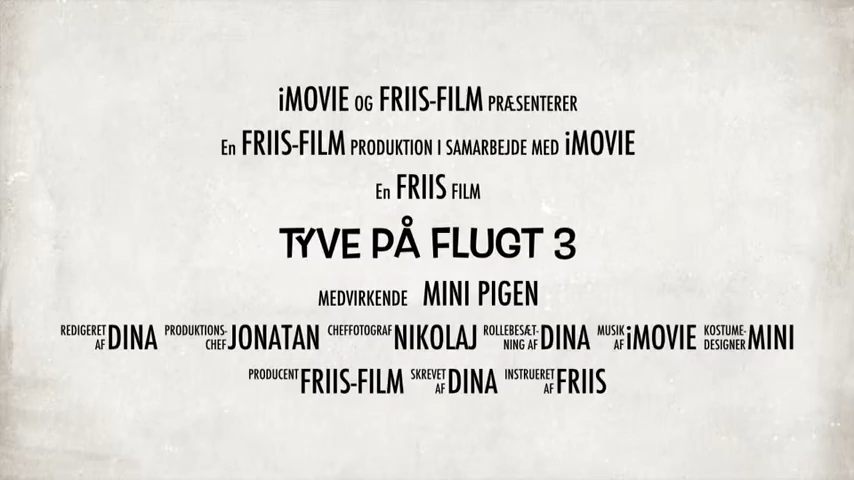 iMOVIE OG FRIIS-FILM PRÆSENTERER
En FRIIS-FILM PRODUKTION I SAMARBEJDE MED iMOVIE
En FRIIS FILM
TYVE PÅ FLUGT 3
MEDVIRKENDE MINI PIGEN
REDIGERET AF DINA PRODUKTIONS-CHEF JONATAN CHEFFOTOGRAF NIKOLAJ ROLLEBESÆT-NING AF DINA MUSIK AF iMOVIE KOSTUME-DESIGNER MINI
PRODUCENT FRIIS-FILM SKREVET AF DINA INSTRUERET AF FRIIS